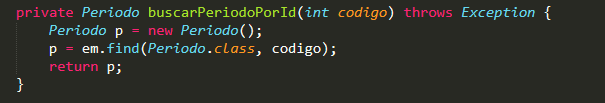 private Periodo buscarPeriodoPorId(int codigo) throws Exception {
    Periodo p = new Periodo();
    p = em.find(Periodo.class, codigo);
    return p;
}